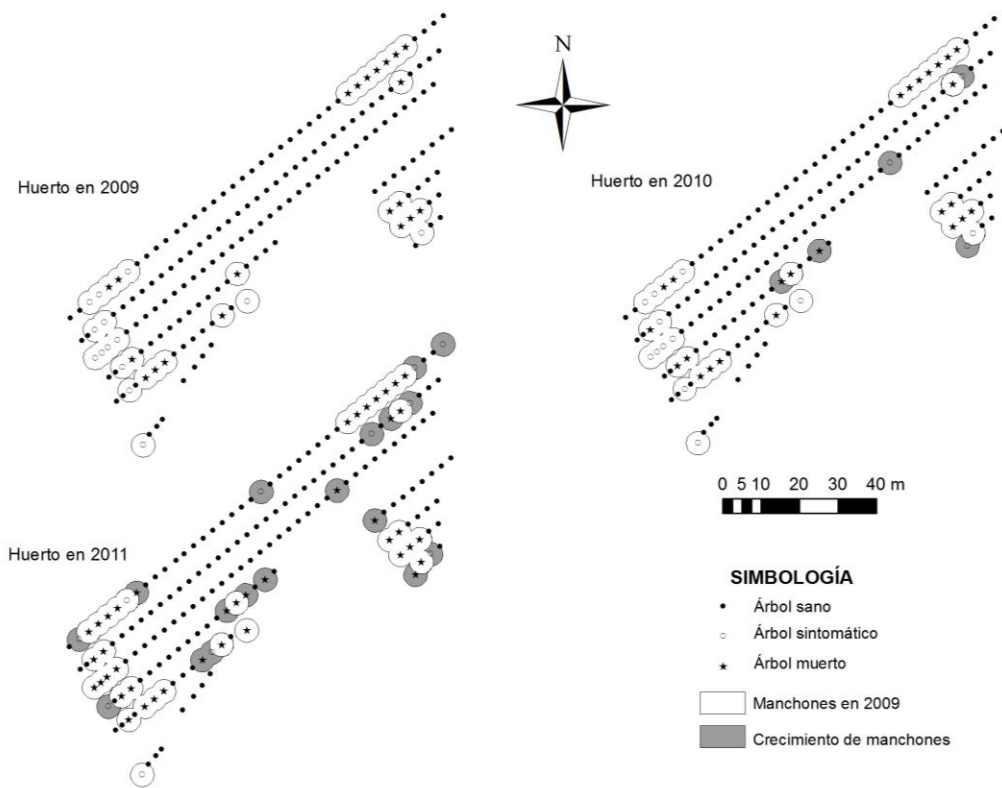 N
Huerto en 2009
Huerto en 2010
Huerto en 2011
0 5 10 20 30 40 m
SIMBOLOGÍA
Árbol sano
Árbol sintomático
Árbol muerto
Manchones en 2009
Crecimiento de manchones